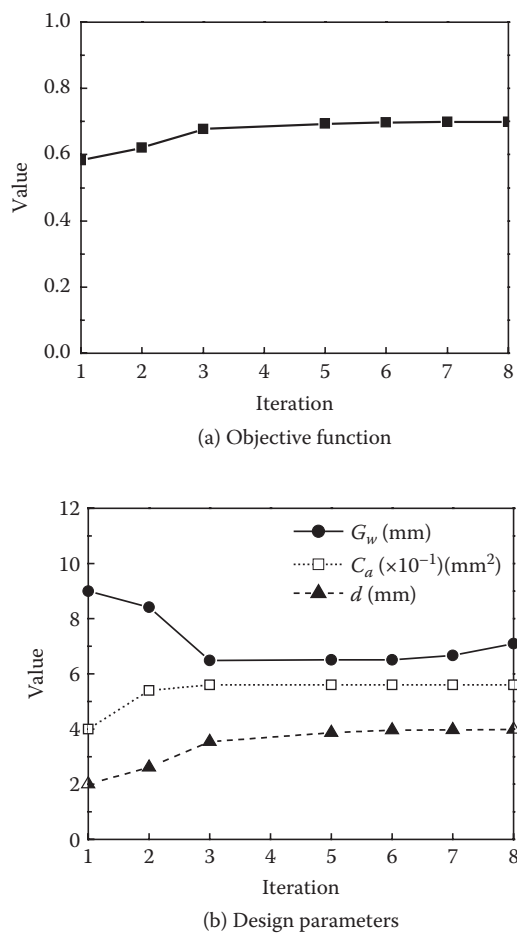 1.0
0.8
0.6
0.4
0.2
0.0
Value
1 2 3 4 5 6 7 8
Iteration
(a) Objective function
12
10
8
6
4
2
0
Value
G_w (mm)
C_a (×10⁻¹)(mm²)
d (mm)
1 2 3 4 5 6 7 8
Iteration
(b) Design parameters